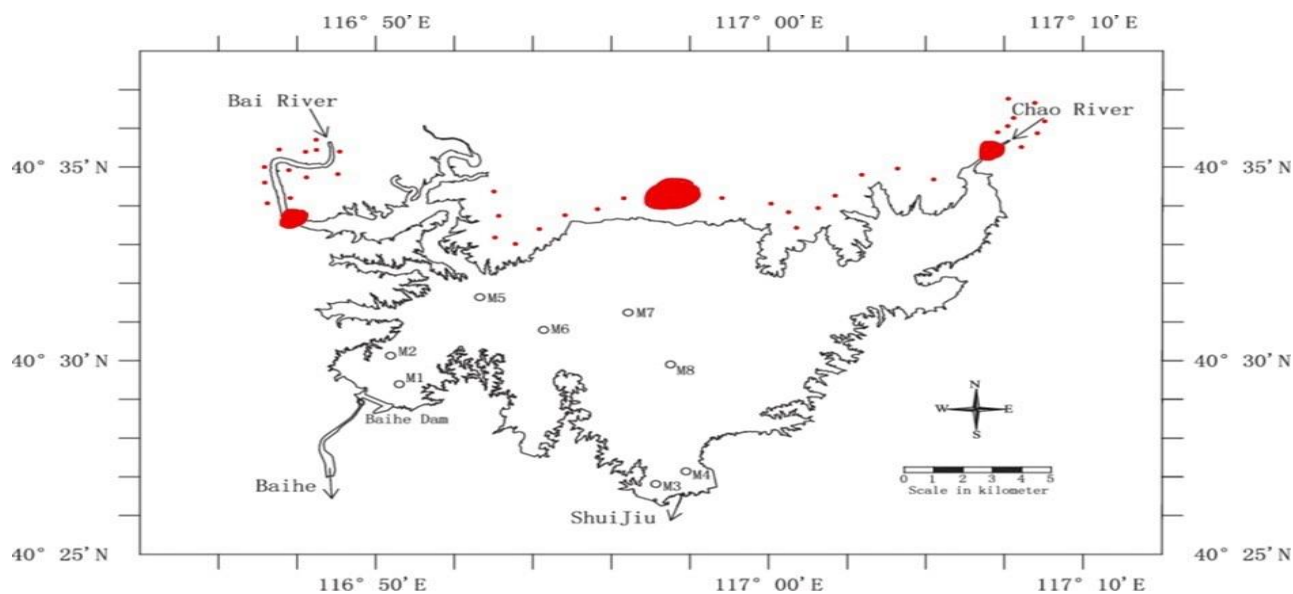 116° 50'E 117° 00'E 117° 10'E
Bai River
Chao River
40° 35'N 40° 35'N
M5
M7
M6
M2
40° 30'N 40° 30'N
M8
M1
N
W E
S
Baihe Dam
M4
0 1 2 3 4 5
Baihe
M3
Scale in kilometer
ShuiJiu
40° 25'N 40° 25'N
116° 50'E 117° 00'E 117° 10'E